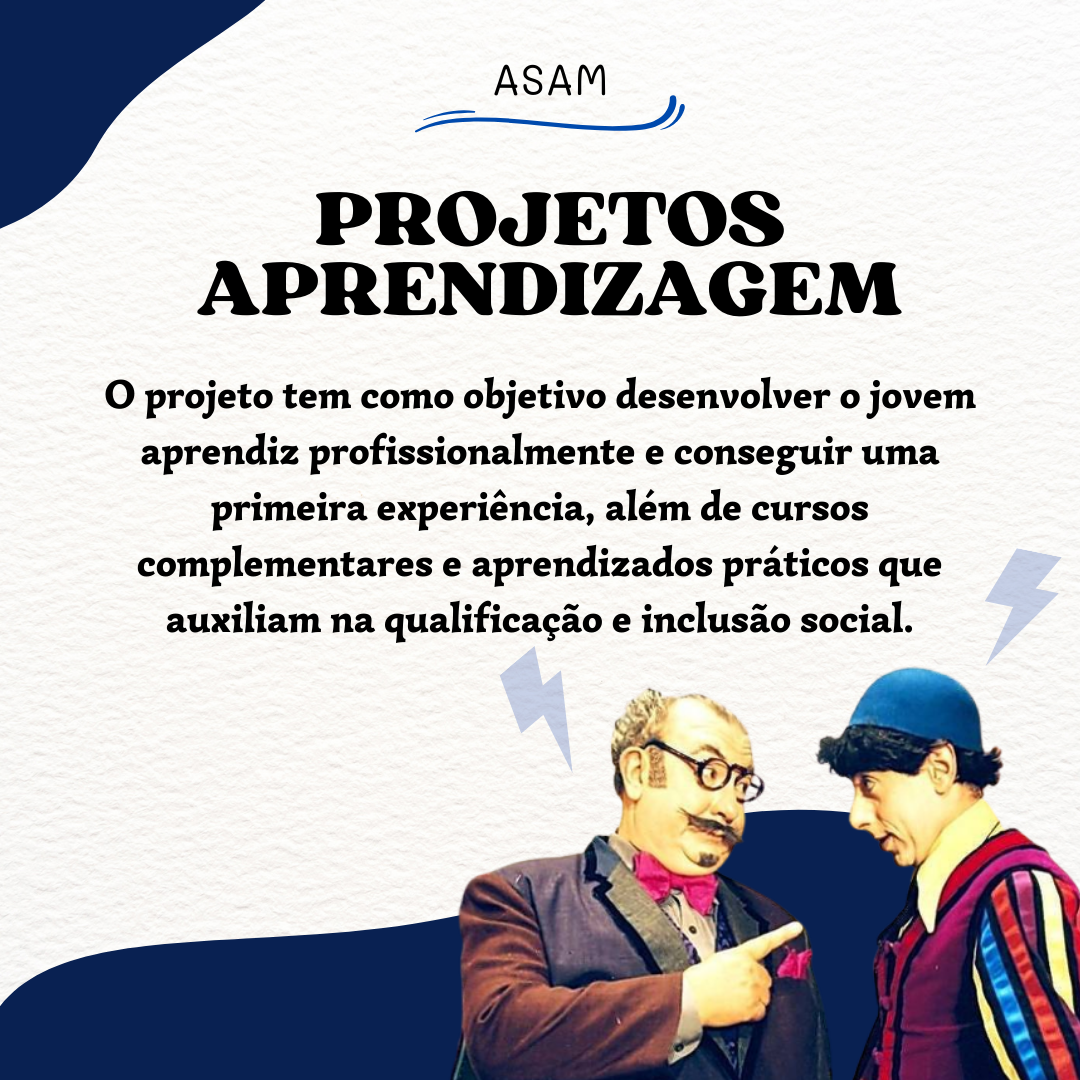 ASAM
PROJETOS
APRENDIZAGEM
O projeto tem como objetivo desenvolver o jovem
aprendiz profissionalmente e conseguir uma
primeira experiência, além de cursos
complementares e aprendizados práticos que
auxiliam na qualificação e inclusão social.